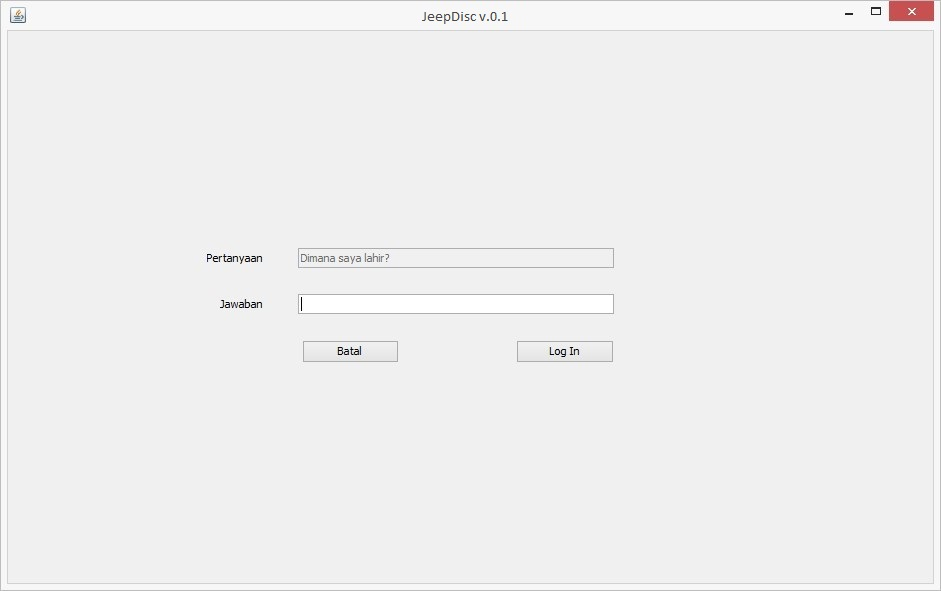 JeepDisc v.0.1
Pertanyaan Dimana saya lahir?
Jawaban
Batal Log In